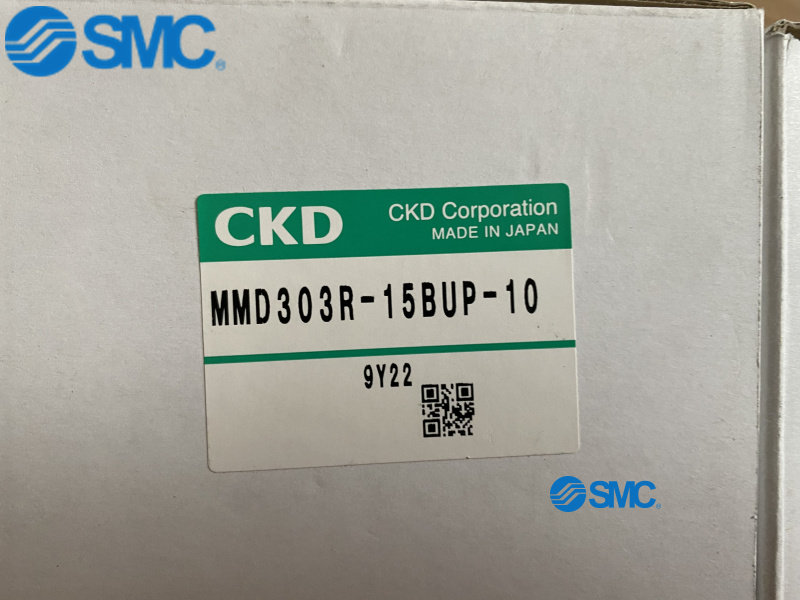 SMC®
CKD
CKD Corporation
MADE IN JAPAN
MMD303R-15BUP-10
9Y22
SMC®